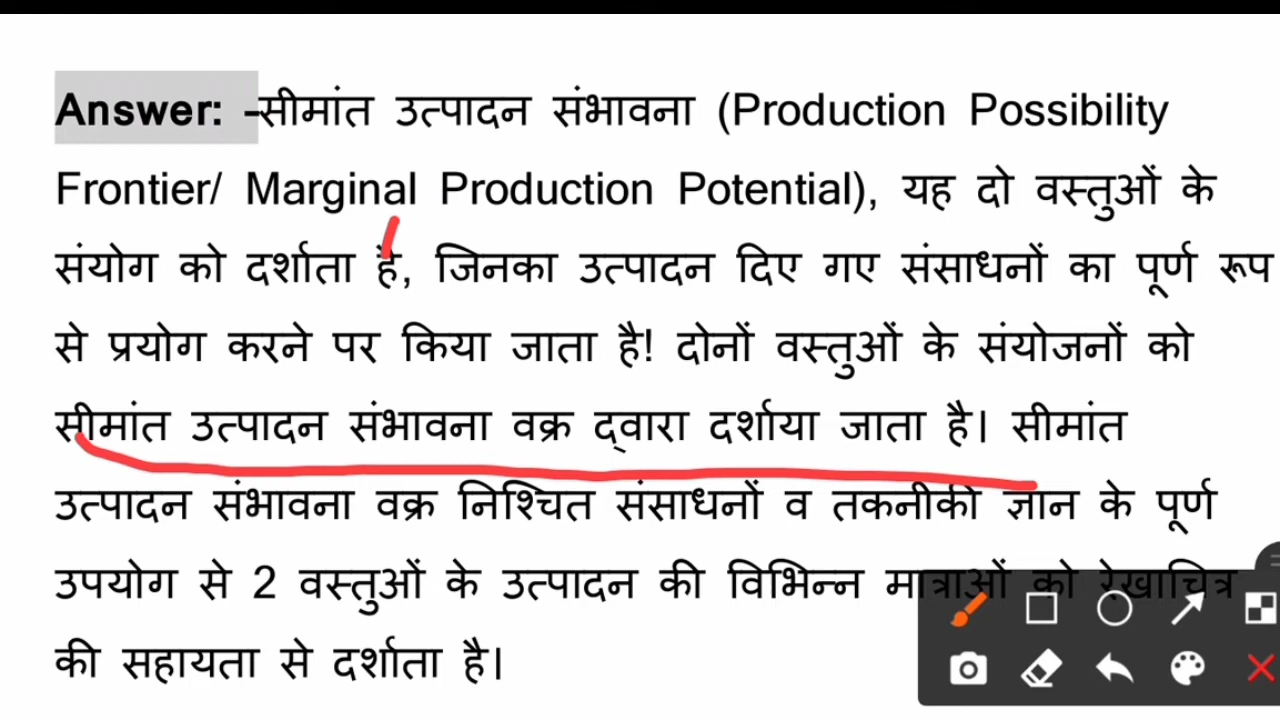 Answer: -सीमांत उत्पादन संभावना (Production Possibility
Frontier/ Marginal Production Potential), यह दो वस्तुओं के
संयोग को दर्शाता है, जिनका उत्पादन दिए गए संसाधनों का पूर्ण रूप
से प्रयोग करने पर किया जाता है! दोनों वस्तुओं के संयोजनों को
सीमांत उत्पादन संभावना वक्र द्वारा दर्शाया जाता है। सीमांत
उत्पादन संभावना वक्र निश्चित संसाधनों व तकनीकी ज्ञान के पूर्ण
उपयोग से 2 वस्तुओं के उत्पादन की विभिन्न मात्राओं को रेखाचित्र
की सहायता से दर्शाता है।